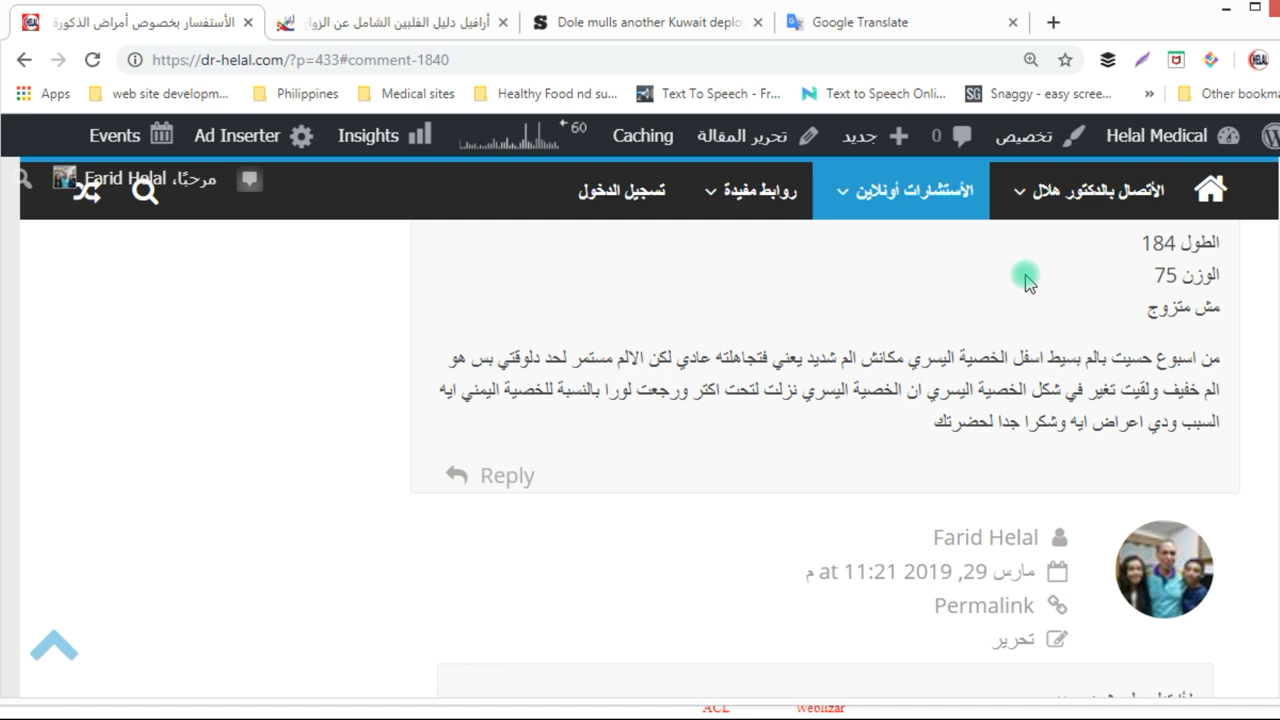 الأستفسار بخصوص أمراض الذكورة
أزافيل دليل الفلبين الشامل عن الزواج
Dole mulls another Kuwait deplo
Google Translate
https://dr-helal.com/?p=433#comment-1840
Apps
web site developm...
Philippines
Medical sites
Healthy Food nd su...
Text To Speech - Fr...
Text to Speech Onli...
Snaggy - easy scree...
»
Other bookma
Events
Ad Inserter
Insights
60
Caching
تحرير المقالة
جديد
0
تخصيص
Helal Medical
مرحبًا، Farid Helal
الأتصال بالدكتور هلال
الأستشارات أونلاين
روابط مفيدة
تسجيل الدخول
الطول 184
الوزن 75
مش متزوج
من اسبوع حسيت بالم بسيط اسفل الخصية اليسري مكانش الم شديد يعني فتجاهلته عادي لكن الالم مستمر لحد دلوقتي بس هو
الم خفيف ولقيت تغير في شكل الخصية اليسري ان الخصية اليسري نزلت لتحت اكتر ورجعت لورا بالنسبة للخصية اليمني ايه
السبب ودي اعراض ايه وشكرا جدا لحضرتك
Reply
Farid Helal
مارس 29, 2019 at 11:21 م
Permalink
تحرير
ACL
Weblizar